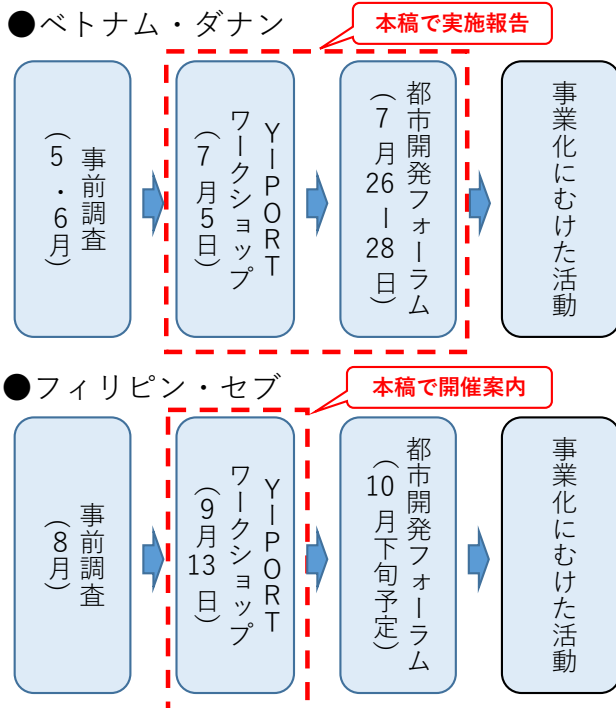 ●ベトナム・ダナン
本稿で実施報告
事前調査
（5・6月）
YIPORT
ワークショップ
（7月5日）
都市開発フォーラム
（7月26ー28日）
事業化にむけた活動
●フィリピン・セブ
本稿で開催案内
事前調査
（8月）
YIPORT
ワークショップ
（9月13日）
都市開発フォーラム
（10月下旬予定）
事業化にむけた活動